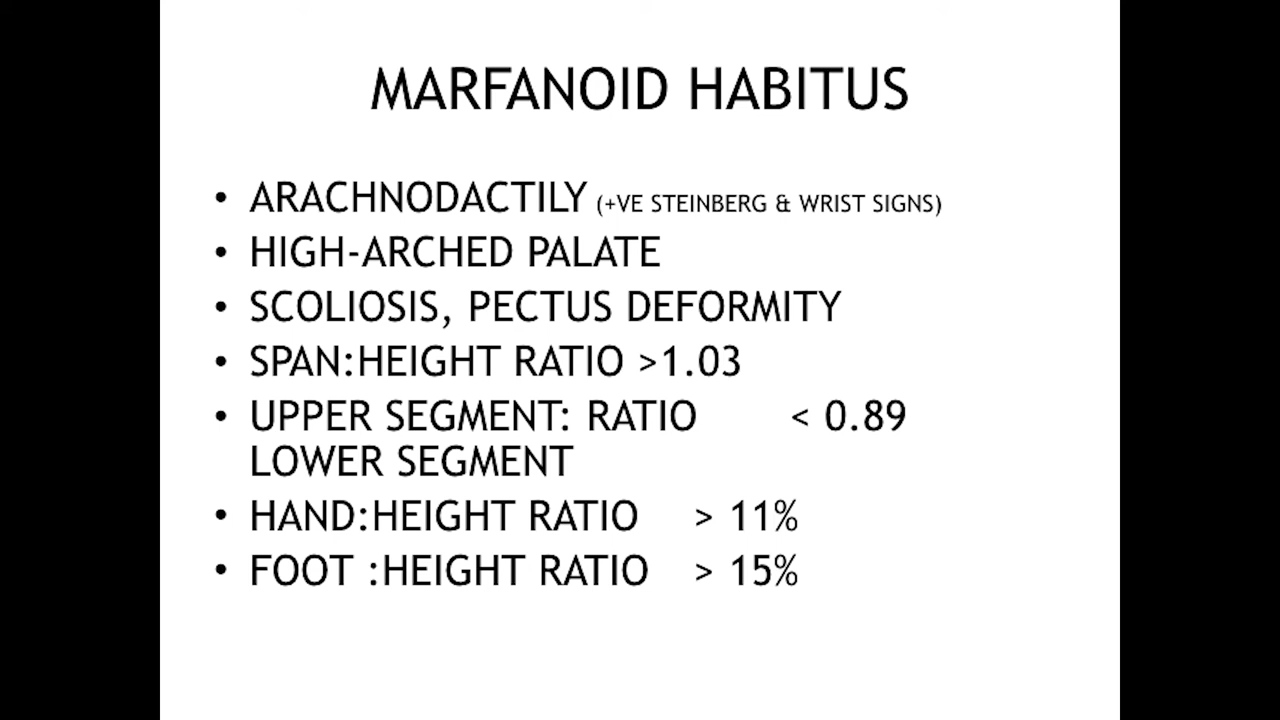 MARFANOID HABITUS
• ARACHNODACTILY (+VE STEINBERG & WRIST SIGNS)
• HIGH-ARCHED PALATE
• SCOLIOSIS, PECTUS DEFORMITY
• SPAN:HEIGHT RATIO >1.03
• UPPER SEGMENT: RATIO < 0.89
LOWER SEGMENT
• HAND:HEIGHT RATIO > 11%
• FOOT :HEIGHT RATIO > 15%